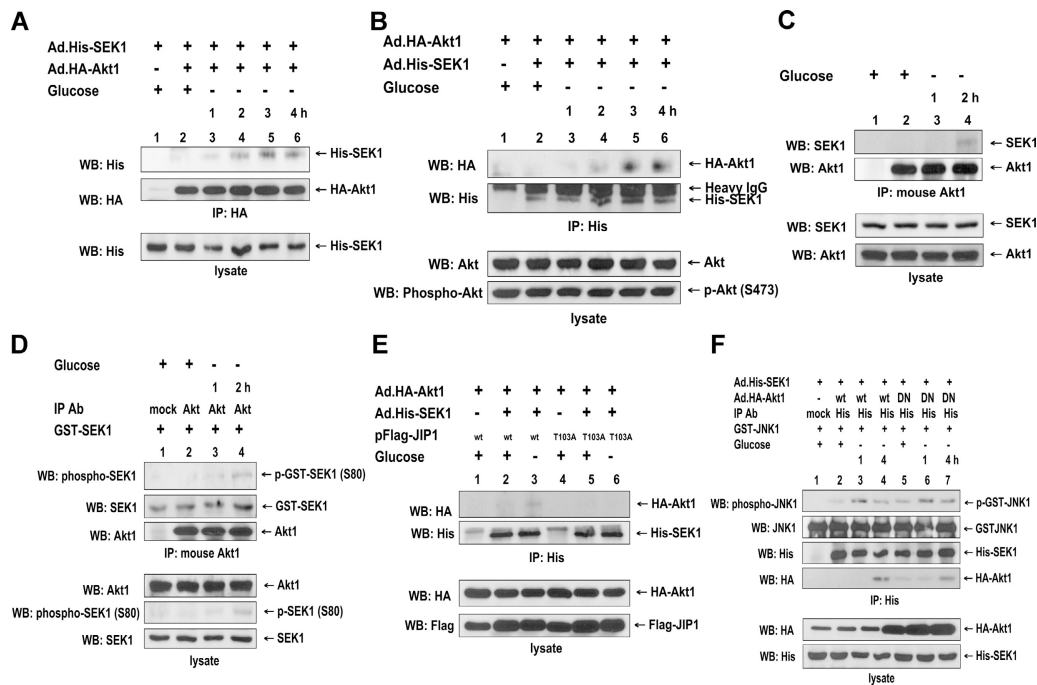 A
Ad.His-SEK1 + + + + + +
Ad.HA-Akt1 - + + + + +
Glucose + + - - - -
1 2 3 4 h
1 2 3 4 5 6
WB: His ← His-SEK1
WB: HA ← HA-Akt1
IP: HA
WB: His ← His-SEK1
lysate
B
Ad.HA-Akt1 + + + + + +
Ad.His-SEK1 - + + + + +
Glucose + + - - - -
1 2 3 4 h
1 2 3 4 5 6
WB: HA ← HA-Akt1
← Heavy IgG
WB: His ← His-SEK1
IP: His
WB: Akt ← Akt
WB: Phospho-Akt ← p-Akt (S473)
lysate
C
Glucose + + - -
1 2 h
1 2 3 4
WB: SEK1 ← SEK1
WB: Akt1 ← Akt1
IP: mouse Akt1
WB: SEK1 ← SEK1
WB: Akt1 ← Akt1
lysate
D
Glucose + + - -
1 2 h
IP Ab mock Akt Akt Akt
GST-SEK1 + + + +
1 2 3 4
WB: phospho-SEK1 ← p-GST-SEK1 (S80)
WB: SEK1 ← GST-SEK1
WB: Akt1 ← Akt1
IP: mouse Akt1
WB: Akt1 ← Akt1
WB: phospho-SEK1 (S80) ← p-SEK1 (S80)
WB: SEK1 ← SEK1
lysate
E
Ad.HA-Akt1 + + + + + +
Ad.His-SEK1 - + + - + +
pFlag-JIP1 wt wt wt T103A T103A T103A
Glucose + + - + + -
1 2 3 4 5 6
WB: HA ← HA-Akt1
WB: His ← His-SEK1
IP: His
WB: HA ← HA-Akt1
WB: Flag ← Flag-JIP1
lysate
F
Ad.His-SEK1 + + + + + + +
Ad.HA-Akt1 - wt wt wt DN DN DN
IP Ab mock His His His His His His
GST-JNK1 + + + + + + +
Glucose + + - - + - -
1 4 1 4 h
1 2 3 4 5 6 7
WB: phospho-JNK1 ← p-GST-JNK1
WB: JNK1 ← GSTJNK1
WB: His ← His-SEK1
WB: HA ← HA-Akt1
IP: His
WB: HA ← HA-Akt1
WB: His ← His-SEK1
lysate